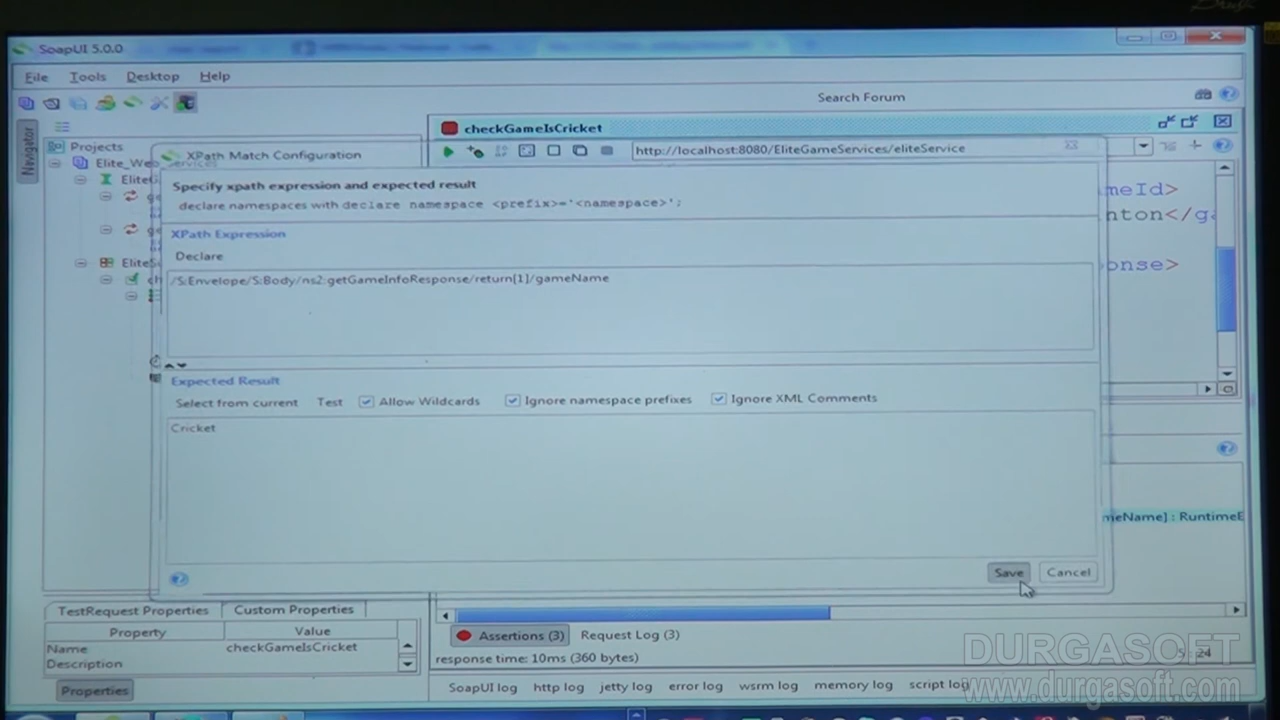 SoapUI 5.0.0
File Tools Desktop Help
Search Forum
Navigator
Projects
checkGameIsCricket
Elite_Web Services
XPath Match Configuration
http://localhost:8080/EliteGameServices/eliteService
Specify xpath expression and expected result
declare namespaces with declare namespace <prefix>='<namespace>';
meId>
nton</g
XPath Expression
Declare
onse>
/S:Envelope/S:Body/ns2:getGameInfoResponse/return[1]/gameName
Expected Result
Select from current Test Allow Wildcards Ignore namespace prefixes Ignore XML Comments
Cricket
meName] : RuntimeE
Save Cancel
TestRequest Properties Custom Properties
Property Value
Name checkGameIsCricket
Description
Properties
Assertions (3) Request Log (3)
response time: 10ms (360 bytes)
SoapUI log http log jetty log error log wsrm log memory log script log
DURGASOFT
www.durgasoft.com